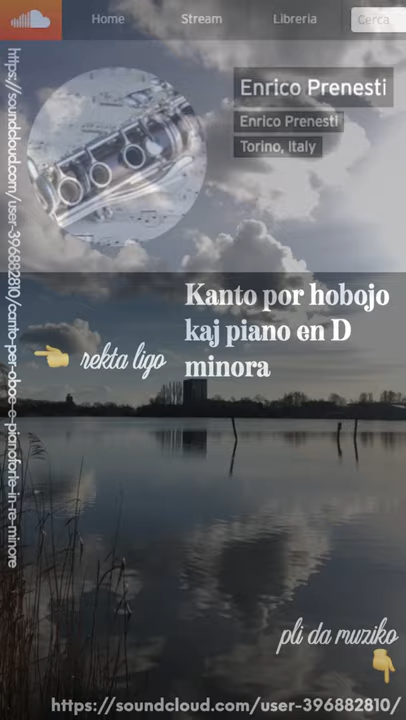 Home Stream Libreria Cerca
Enrico Prenesti
Enrico Prenesti
Torino, Italy
https://soundcloud.com/user-396882810/canto-per-oboe-e-pianoforte-in-re-minore
Kanto por hobojo
kaj piano en D
minora
👈 rekta ligo
pli da muziko
👇
https://soundcloud.com/user-396882810/